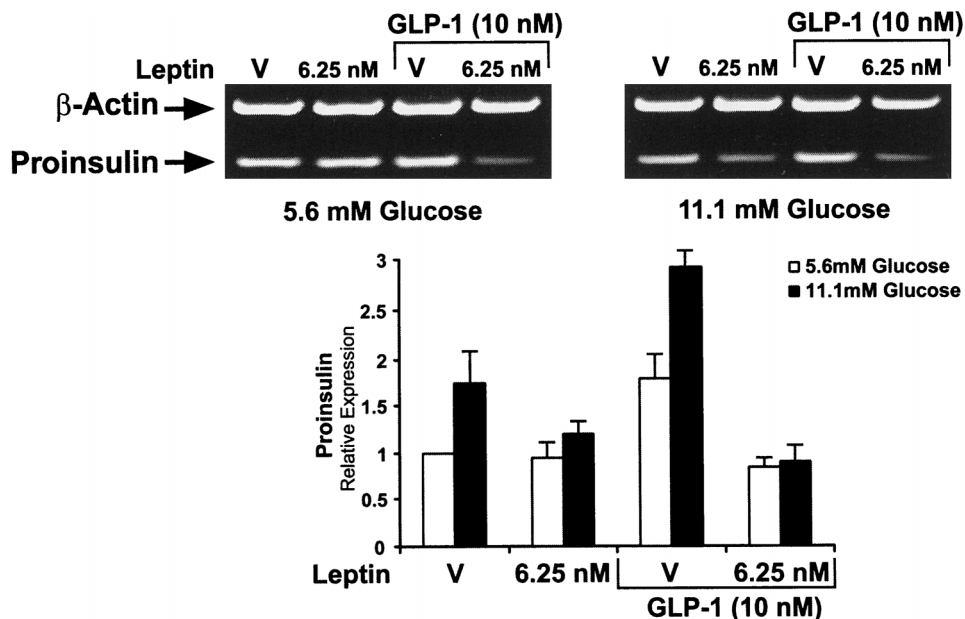 GLP-1 (10 nM) GLP-1 (10 nM)
Leptin V 6.25 nM V 6.25 nM V 6.25 nM V 6.25 nM
β-Actin
Proinsulin
5.6 mM Glucose 11.1 mM Glucose
5.6mM Glucose
11.1mM Glucose
Proinsulin
Relative Expression
3
2.5
2
1.5
1
0.5
0
Leptin V 6.25 nM V 6.25 nM
GLP-1 (10 nM)